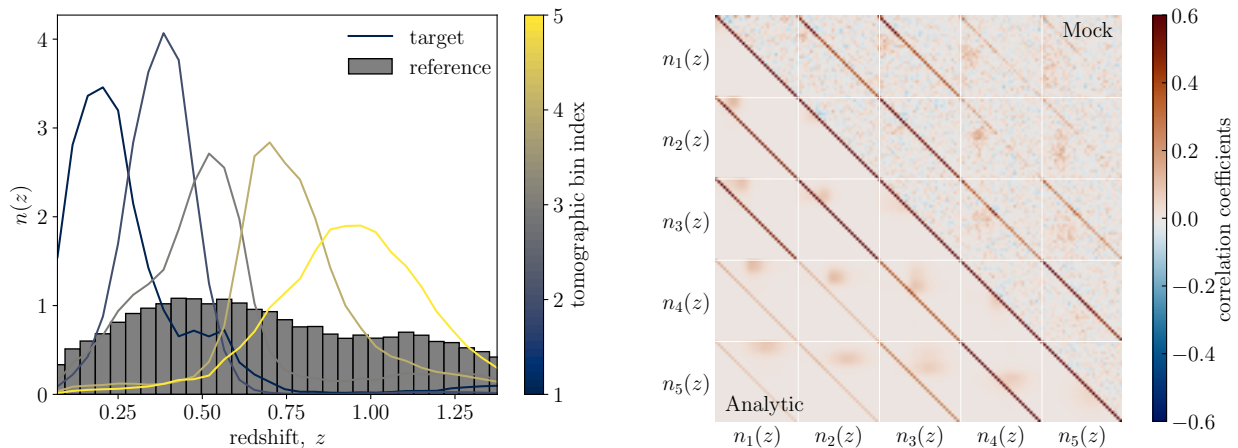 target
reference
4
3
2
1
0
n(z)
0.25
0.50
0.75
1.00
1.25
redshift, z
5
4
3
2
1
tomographic bin index
Mock
Analytic
n₁(z)
n₂(z)
n₃(z)
n₄(z)
n₅(z)
n₁(z)
n₂(z)
n₃(z)
n₄(z)
n₅(z)
0.6
0.4
0.2
0.0
−0.2
−0.4
−0.6
correlation coefficients